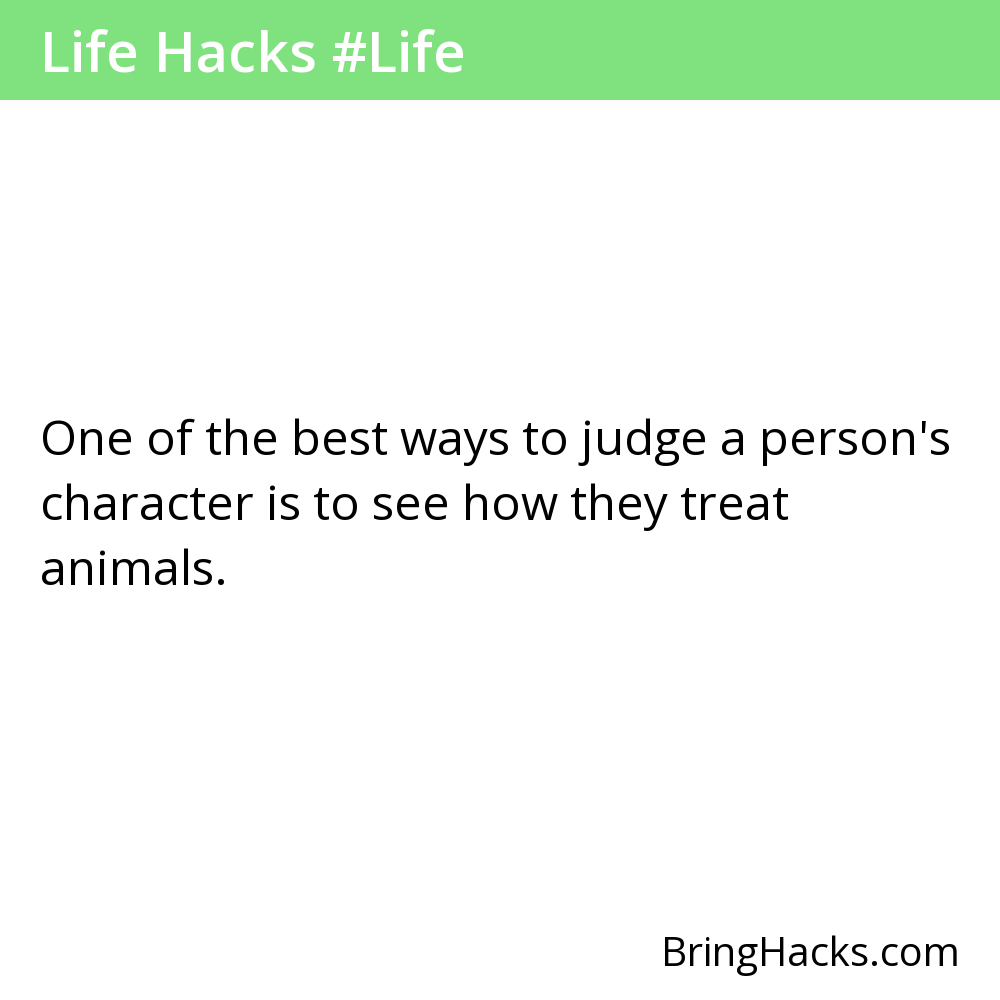 Life Hacks #Life
One of the best ways to judge a person's
character is to see how they treat
animals.
BringHacks.com